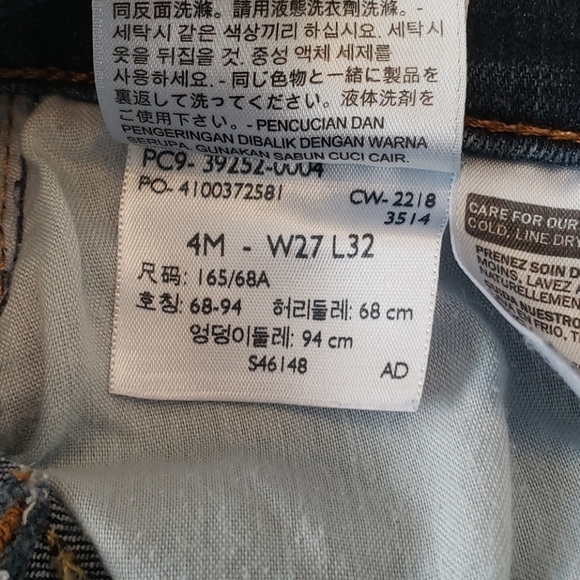 同反面洗滌。請用液態洗衣劑洗滌。-
세탁시 같은 색상끼리 하십시요. 세탁시
옷을 뒤집을 것. 중성 액체 세제를
사용하세요. - 同じ色物と一緒に製品を
裏返して洗ってください。液体洗剤を
ご使用下さい。- PENCUCIAN DAN
PENGERINGAN DIBALIK DENGAN WARNA
SERUPA. GUNAKAN SABUN CUCI CAIR.
PC9- 39252-0004
PO- 4100372581
CW- 2218
3514
4M - W27 L32
尺码: 165/68A
호칭: 68-94 허리둘레: 68 cm
엉덩이둘레: 94 cm
S46148 AD
CARE FOR OUR
COLD, LINE DRY
PRENEZ SOIN D
MOINS, LAVEZ À
NATURELLEMEN
NUESTRO
EN FRIO, T